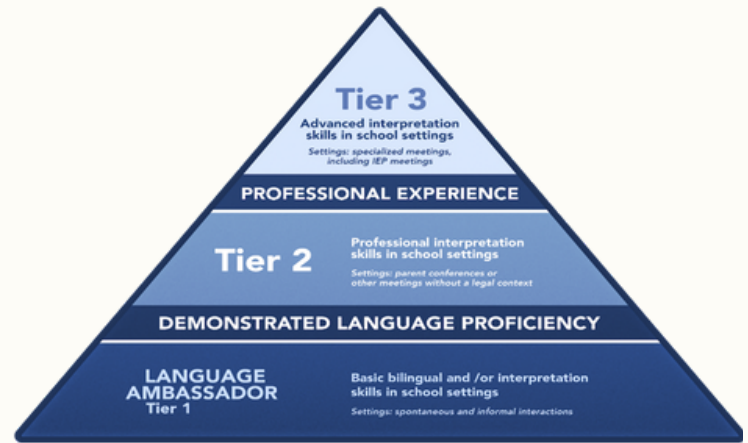 Tier 3
Advanced interpretation
skills in school settings
Settings: specialized meetings,
including IEP meetings
PROFESSIONAL EXPERIENCE
Tier 2
Professional interpretation
skills in school settings
Settings: parent conferences or
other meetings without a legal context
DEMONSTRATED LANGUAGE PROFICIENCY
LANGUAGE
AMBASSADOR
Tier 1
Basic bilingual and /or interpretation
skills in school settings
Settings: spontaneous and informal interactions